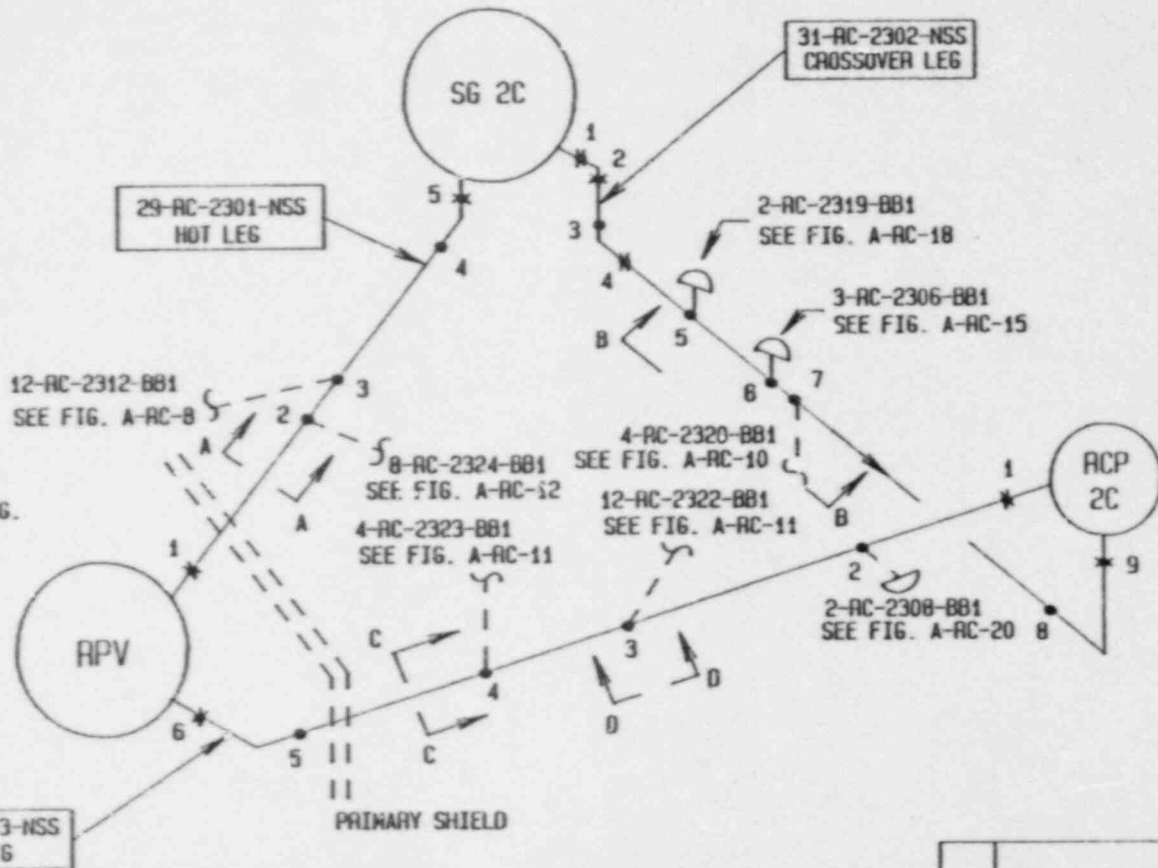 SG 2C
31-RC-2302-NSS
CROSSOVER LEG
29-RC-2301-NSS
HOT LEG
1
2
3
4
5
2-RC-2319-BB1
SEE FIG. A-RC-18
5
4
3-RC-2306-BB1
SEE FIG. A-RC-15
B
6
7
12-RC-2312-BB1
SEE FIG. A-RC-8
3
2
A
A
8-RC-2324-BB1
SEE FIG. A-RC-12
4-RC-2320-BB1
SEE FIG. A-RC-10
B
12-RC-2322-BB1
SEE FIG. A-RC-11
4-RC-2323-BB1
SEE FIG. A-RC-11
RCP
2C
1
9
G.
1
2
2-RC-2308-BB1
SEE FIG. A-RC-20
8
RPV
C
C
4
3
D
D
6
5
PRIMARY SHIELD
3-NSS
G